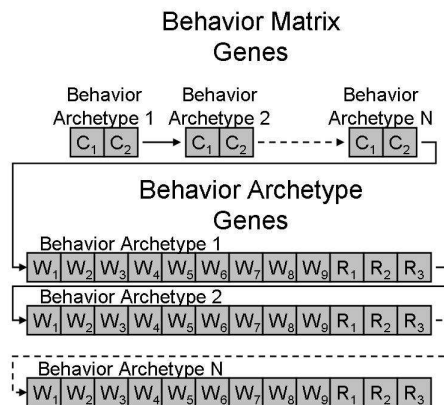 Behavior Matrix
Genes
Behavior Behavior Behavior
Archetype 1 Archetype 2 Archetype N
C₁ C₂ C₁ C₂ C₁ C₂
Behavior Archetype
Genes
Behavior Archetype 1
W₁ W₂ W₃ W₄ W₅ W₆ W₇ W₈ W₉ R₁ R₂ R₃
Behavior Archetype 2
W₁ W₂ W₃ W₄ W₅ W₆ W₇ W₈ W₉ R₁ R₂ R₃
Behavior Archetype N
W₁ W₂ W₃ W₄ W₅ W₆ W₇ W₈ W₉ R₁ R₂ R₃